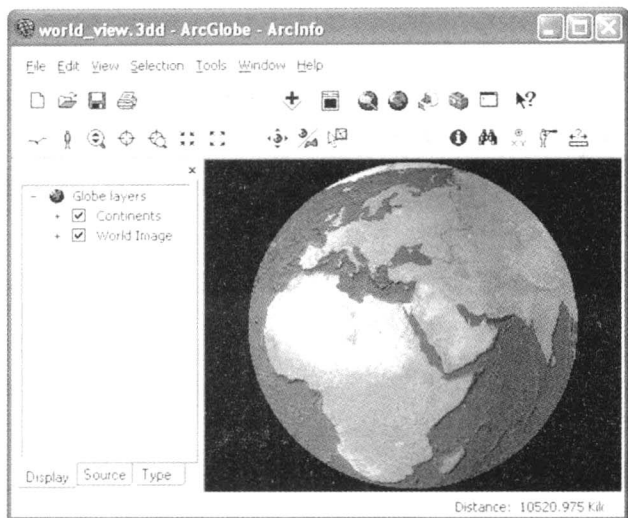 world_view.3dd - ArcGlobe - ArcInfo
File Edit View Selection Tools Window Help
Globe layers
Continents
World Image
Display Source Type
Distance: 10520.975 Kil